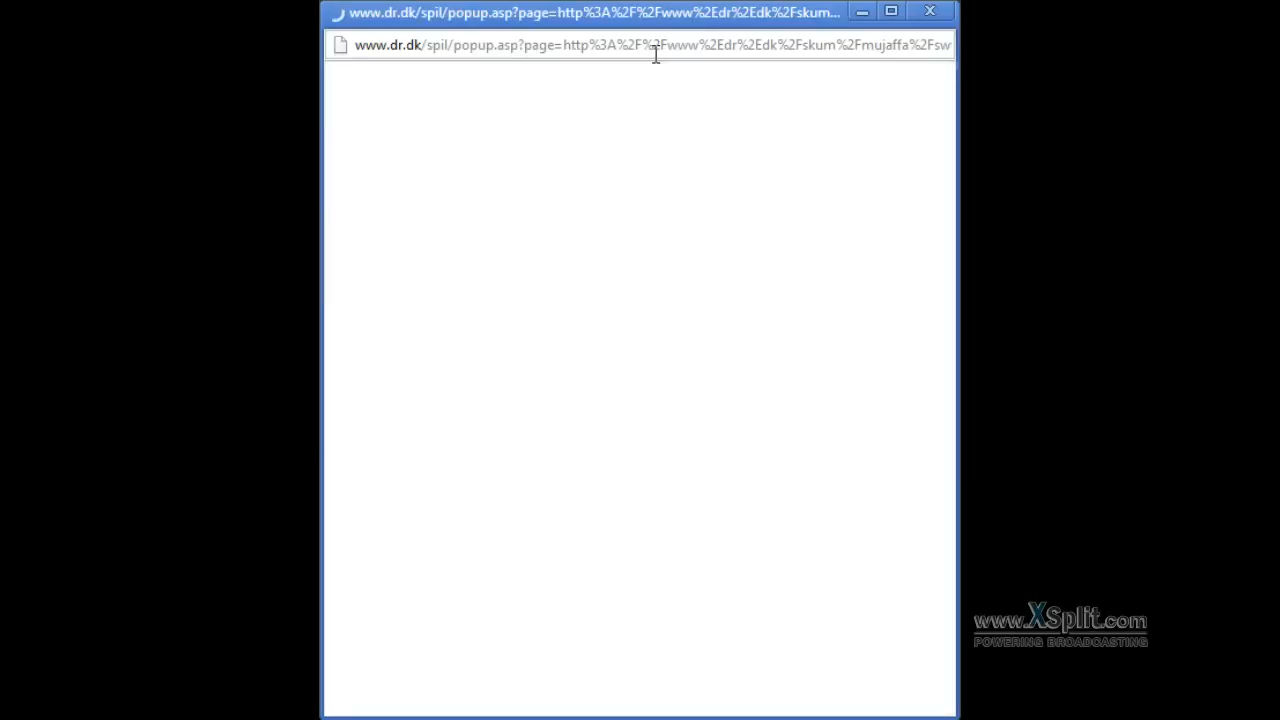 www.dr.dk/spil/popup.asp?page=http%3A%2F%2Fwww%2Edr%2Edk%2Fskum...
www.dr.dk/spil/popup.asp?page=http%3A%2F%2Fwww%2Edr%2Edk%2Fskum%2Fmujaffa%2Fsw
www.XSplit.com
POWERING BROADCASTING